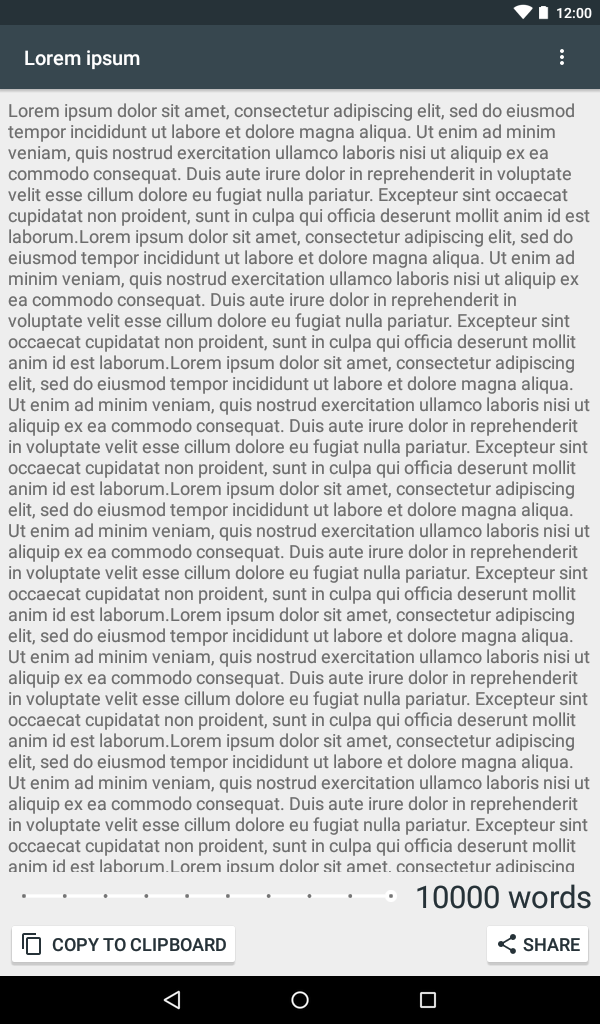 12:00
Lorem ipsum
Lorem ipsum dolor sit amet, consectetur adipiscing elit, sed do eiusmod
tempor incididunt ut labore et dolore magna aliqua. Ut enim ad minim
veniam, quis nostrud exercitation ullamco laboris nisi ut aliquip ex ea
commodo consequat. Duis aute irure dolor in reprehenderit in voluptate
velit esse cillum dolore eu fugiat nulla pariatur. Excepteur sint occaecat
cupidatat non proident, sunt in culpa qui officia deserunt mollit anim id est
laborum.Lorem ipsum dolor sit amet, consectetur adipiscing elit, sed do
eiusmod tempor incididunt ut labore et dolore magna aliqua. Ut enim ad
minim veniam, quis nostrud exercitation ullamco laboris nisi ut aliquip ex
ea commodo consequat. Duis aute irure dolor in reprehenderit in
voluptate velit esse cillum dolore eu fugiat nulla pariatur. Excepteur sint
occaecat cupidatat non proident, sunt in culpa qui officia deserunt mollit
anim id est laborum.Lorem ipsum dolor sit amet, consectetur adipiscing
elit, sed do eiusmod tempor incididunt ut labore et dolore magna aliqua.
Ut enim ad minim veniam, quis nostrud exercitation ullamco laboris nisi ut
aliquip ex ea commodo consequat. Duis aute irure dolor in reprehenderit
in voluptate velit esse cillum dolore eu fugiat nulla pariatur. Excepteur sint
occaecat cupidatat non proident, sunt in culpa qui officia deserunt mollit
anim id est laborum.Lorem ipsum dolor sit amet, consectetur adipiscing
elit, sed do eiusmod tempor incididunt ut labore et dolore magna aliqua.
Ut enim ad minim veniam, quis nostrud exercitation ullamco laboris nisi ut
aliquip ex ea commodo consequat. Duis aute irure dolor in reprehenderit
in voluptate velit esse cillum dolore eu fugiat nulla pariatur. Excepteur sint
occaecat cupidatat non proident, sunt in culpa qui officia deserunt mollit
anim id est laborum.Lorem ipsum dolor sit amet, consectetur adipiscing
elit, sed do eiusmod tempor incididunt ut labore et dolore magna aliqua.
Ut enim ad minim veniam, quis nostrud exercitation ullamco laboris nisi ut
aliquip ex ea commodo consequat. Duis aute irure dolor in reprehenderit
in voluptate velit esse cillum dolore eu fugiat nulla pariatur. Excepteur sint
occaecat cupidatat non proident, sunt in culpa qui officia deserunt mollit
anim id est laborum.Lorem ipsum dolor sit amet, consectetur adipiscing
elit, sed do eiusmod tempor incididunt ut labore et dolore magna aliqua.
Ut enim ad minim veniam, quis nostrud exercitation ullamco laboris nisi ut
aliquip ex ea commodo consequat. Duis aute irure dolor in reprehenderit
in voluptate velit esse cillum dolore eu fugiat nulla pariatur. Excepteur sint
occaecat cupidatat non proident, sunt in culpa qui officia deserunt mollit
anim id est laborum.Lorem ipsum dolor sit amet, consectetur adipiscing
10000 words
COPY TO CLIPBOARD
SHARE